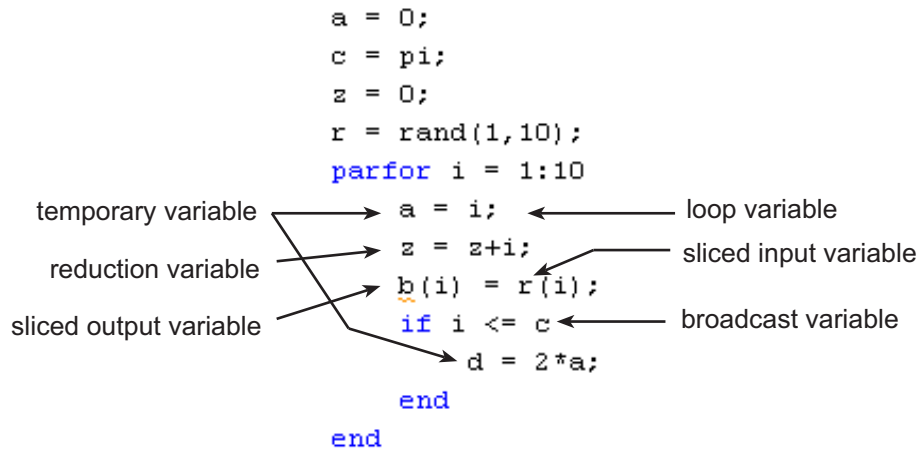 a = 0;
c = pi;
z = 0;
r = rand(1,10);
parfor i = 1:10
temporary variable a = i; loop variable
reduction variable z = z+i; sliced input variable
sliced output variable b(i) = r(i);
if i <= c broadcast variable
d = 2*a;
end
end